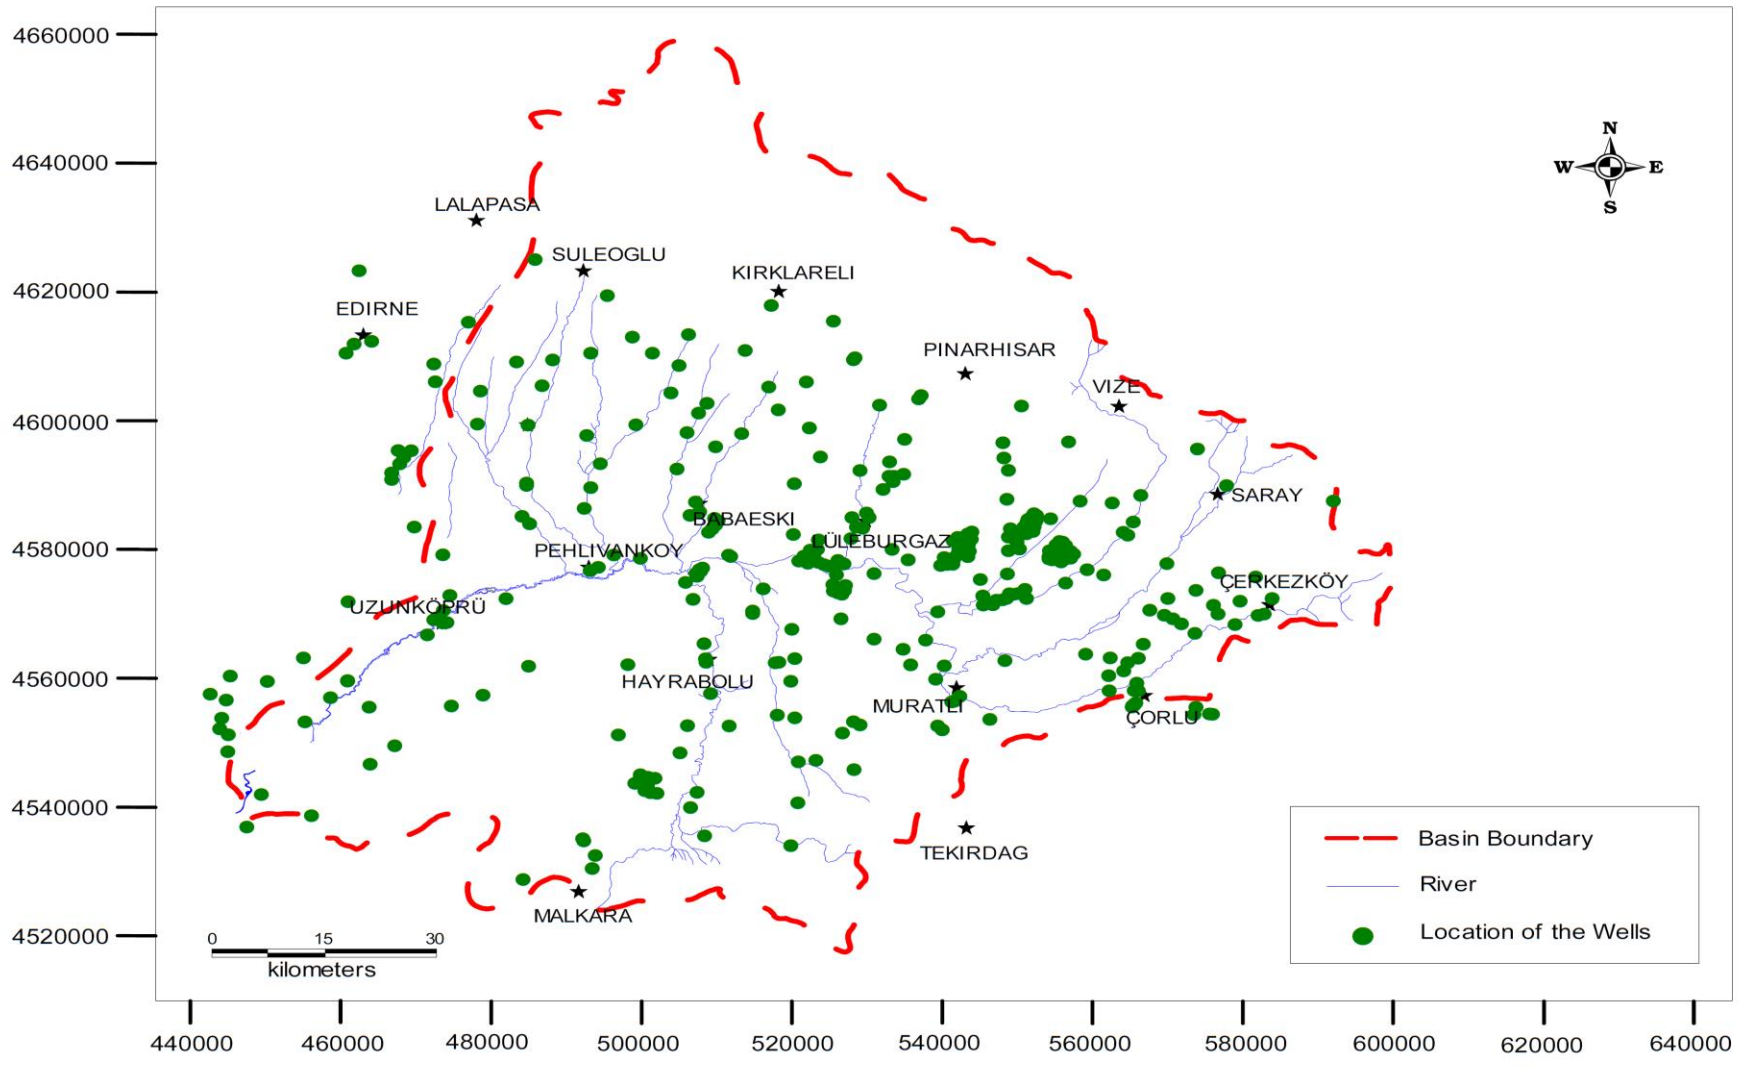 4660000
N
4640000
W E
S
LALAPASA
SULEOGLU
KIRKLARELI
4620000
EDIRNE
PINARHISAR
VIZE
4600000
SARAY
BABAESKI
LÜLEBURGAZ
4580000
PEHLIVANKOY
ÇERKEZKÖY
UZUNKÖPRÜ
4560000
HAYRABOLU
MURATLI
ÇORLU
4540000
TEKIRDAG
Basin Boundary
River
MALKARA
Location of the Wells
4520000
0 15 30
kilometers
440000 460000 480000 500000 520000 540000 560000 580000 600000 620000 640000